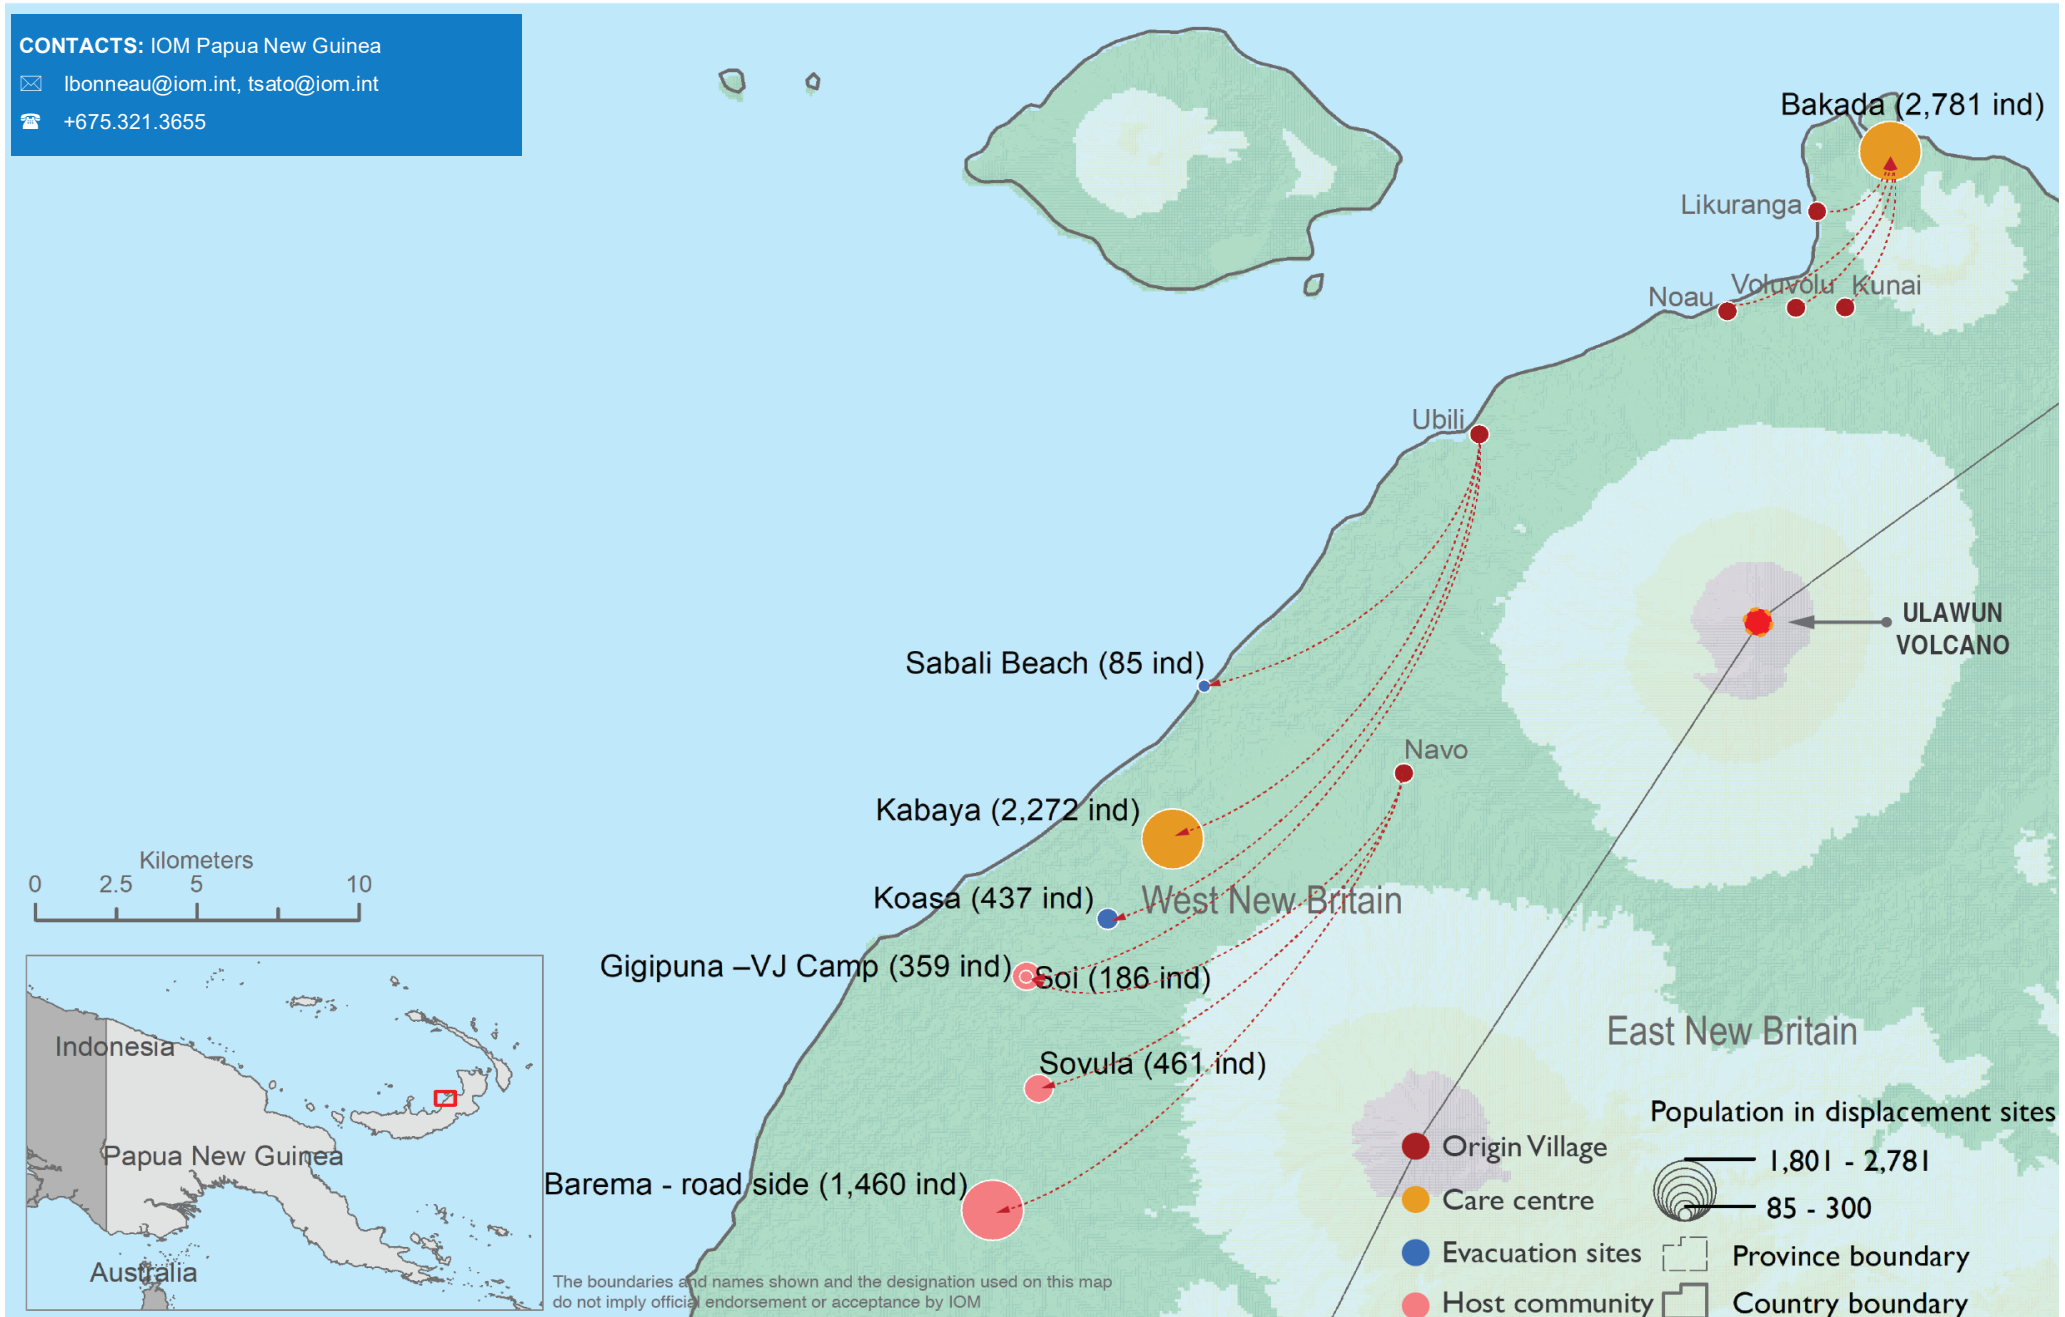 CONTACTS: IOM Papua New Guinea
lbonneau@iom.int, tsato@iom.int
+675.321.3655
Bakada (2,781 ind)
Likuranga
Noau
Voluvolu
Kunai
Ubili
ULAWUN
VOLCANO
Sabali Beach (85 ind)
Navo
Kabaya (2,272 ind)
Koasa (437 ind)
West New Britain
Gigipuna –VJ Camp (359 ind)
Soi (186 ind)
East New Britain
Sovula (461 ind)
Barema - road side (1,460 ind)
Kilometers
0 2.5 5 10
Indonesia
Papua New Guinea
Australia
The boundaries and names shown and the designation used on this map
do not imply official endorsement or acceptance by IOM
Origin Village
Care centre
Evacuation sites
Host community
Population in displacement sites
1,801 - 2,781
85 - 300
Province boundary
Country boundary